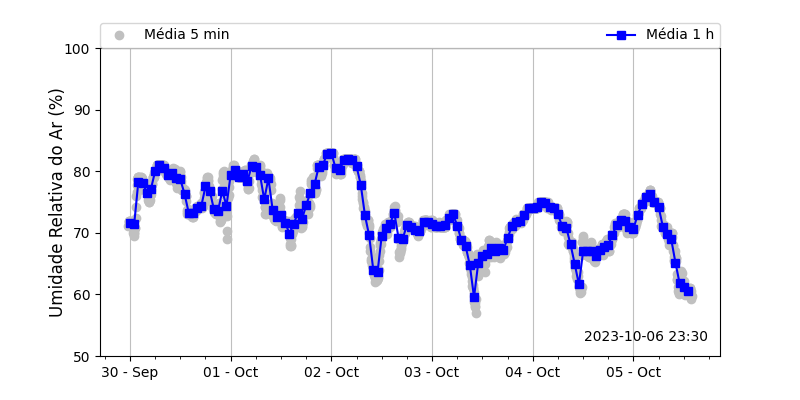 Média 5 min
Média 1 h
Umidade Relativa do Ar (%)
100
90
80
70
60
50
2023-10-06 23:30
30 - Sep
01 - Oct
02 - Oct
03 - Oct
04 - Oct
05 - Oct